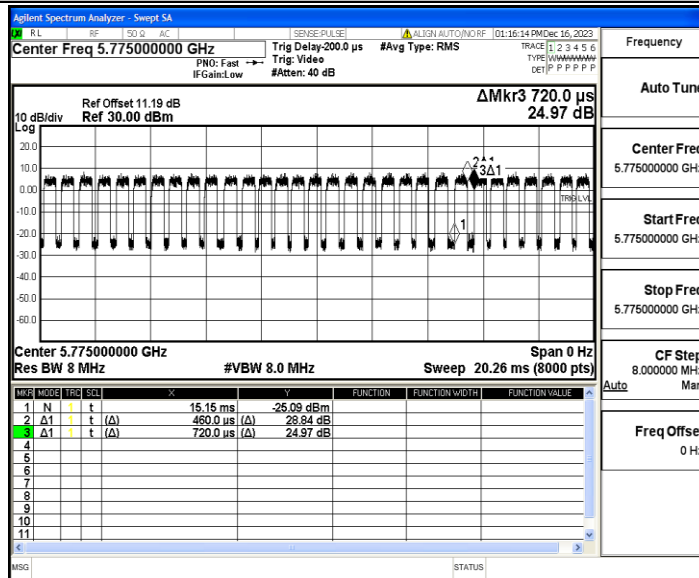 Agilent Spectrum Analyzer - Swept SA
RL RF 50 Ω AC SENSE:PULSE ALIGN AUTO/NO RF 01:16:14 PM Dec 16, 2023
Center Freq 5.775000000 GHz
PNO: Fast
IFGain:Low
Trig Delay-200.0 µs
Trig: Video
#Atten: 40 dB
#Avg Type: RMS
TRACE 1 2 3 4 5 6
TYPE
DET P P P P P P
Ref Offset 11.19 dB
10 dB/div Ref 30.00 dBm
Log
ΔMkr3 720.0 µs
24.97 dB
20.0
10.0
0.00
-10.0
-20.0
-30.0
-40.0
-50.0
-60.0
2
3Δ1
TRIG LVL
1
Center 5.775000000 GHz Span 0 Hz
Res BW 8 MHz #VBW 8.0 MHz Sweep 20.26 ms (8000 pts)
MKR MODE TRC SCL X Y FUNCTION FUNCTION WIDTH FUNCTION VALUE
1 N 1 t 15.15 ms -25.09 dBm
2 Δ1 1 t (Δ) 460.0 µs (Δ) 28.84 dB
3 Δ1 1 t (Δ) 720.0 µs (Δ) 24.97 dB
4
5
6
7
8
9
10
11
MSG STATUS
Frequency
Auto Tune
Center Freq
5.775000000 GHz
Start Freq
5.775000000 GHz
Stop Freq
5.775000000 GHz
CF Step
8.000000 MHz
Auto Man
Freq Offset
0 Hz